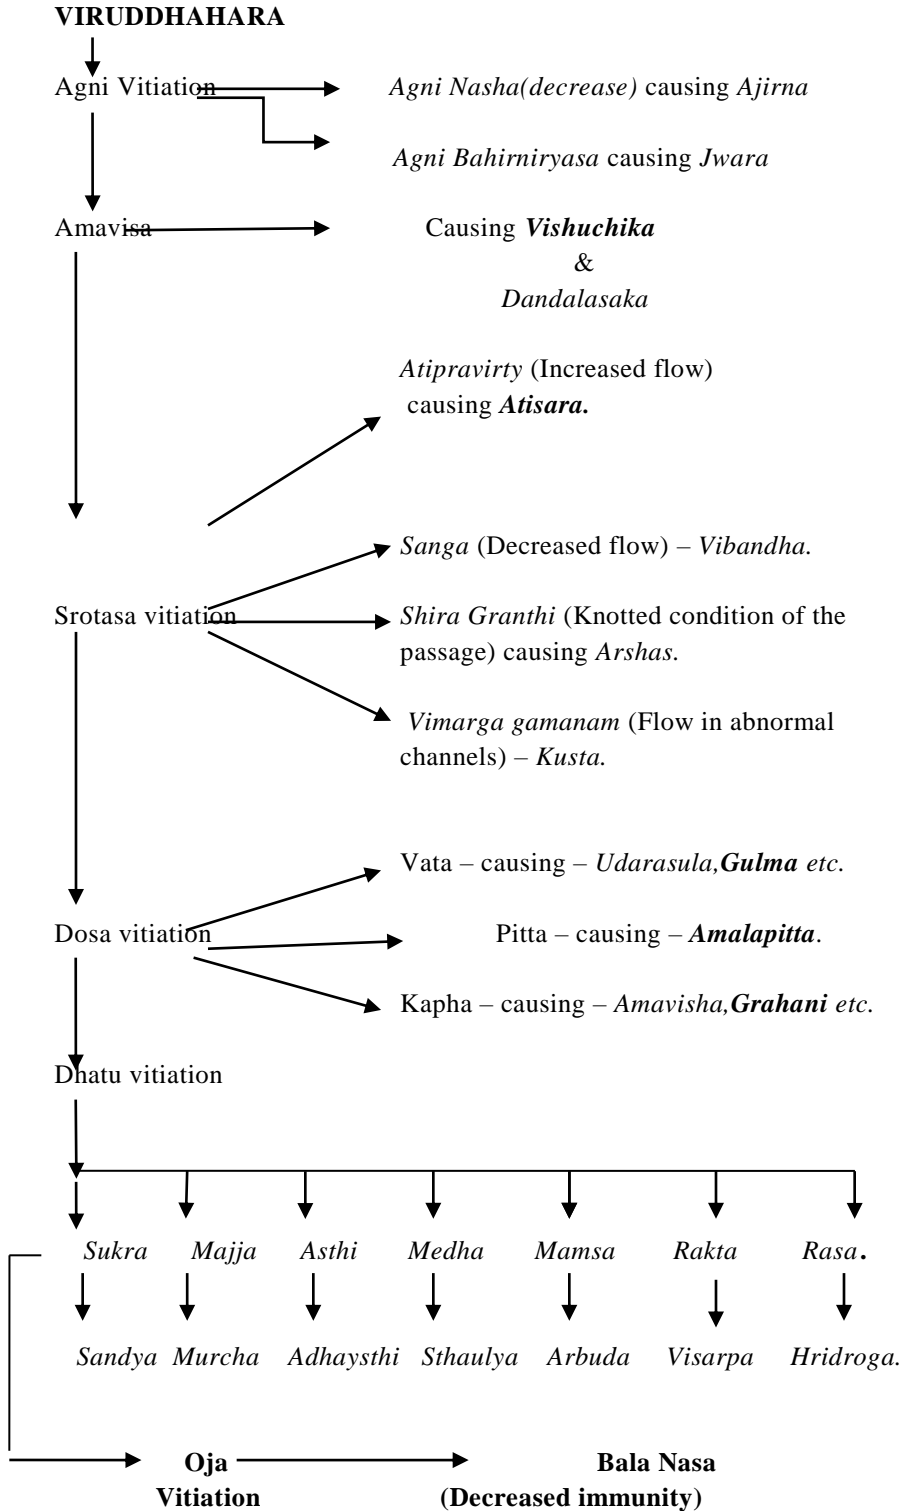 VIRUDDHAHARA
Agni Vitiation Agni Nasha(decrease) causing Ajirna
Agni Bahirniryasa causing Jwara
Amavisa Causing Vishuchika
&
Dandalasaka
Atipravirty (Increased flow)
causing Atisara.
Sanga (Decreased flow) – Vibandha.
Srotasa vitiation Shira Granthi (Knotted condition of the
passage) causing Arshas.
Vimarga gamanam (Flow in abnormal
channels) – Kusta.
Vata – causing – Udarasula,Gulma etc.
Dosa vitiation Pitta – causing – Amalapitta.
Kapha – causing – Amavisha,Grahani etc.
Dhatu vitiation
Sukra Majja Asthi Medha Mamsa Rakta Rasa.
Sandya Murcha Adhaysthi Sthaulya Arbuda Visarpa Hridroga.
Oja Bala Nasa
Vitiation (Decreased immunity)